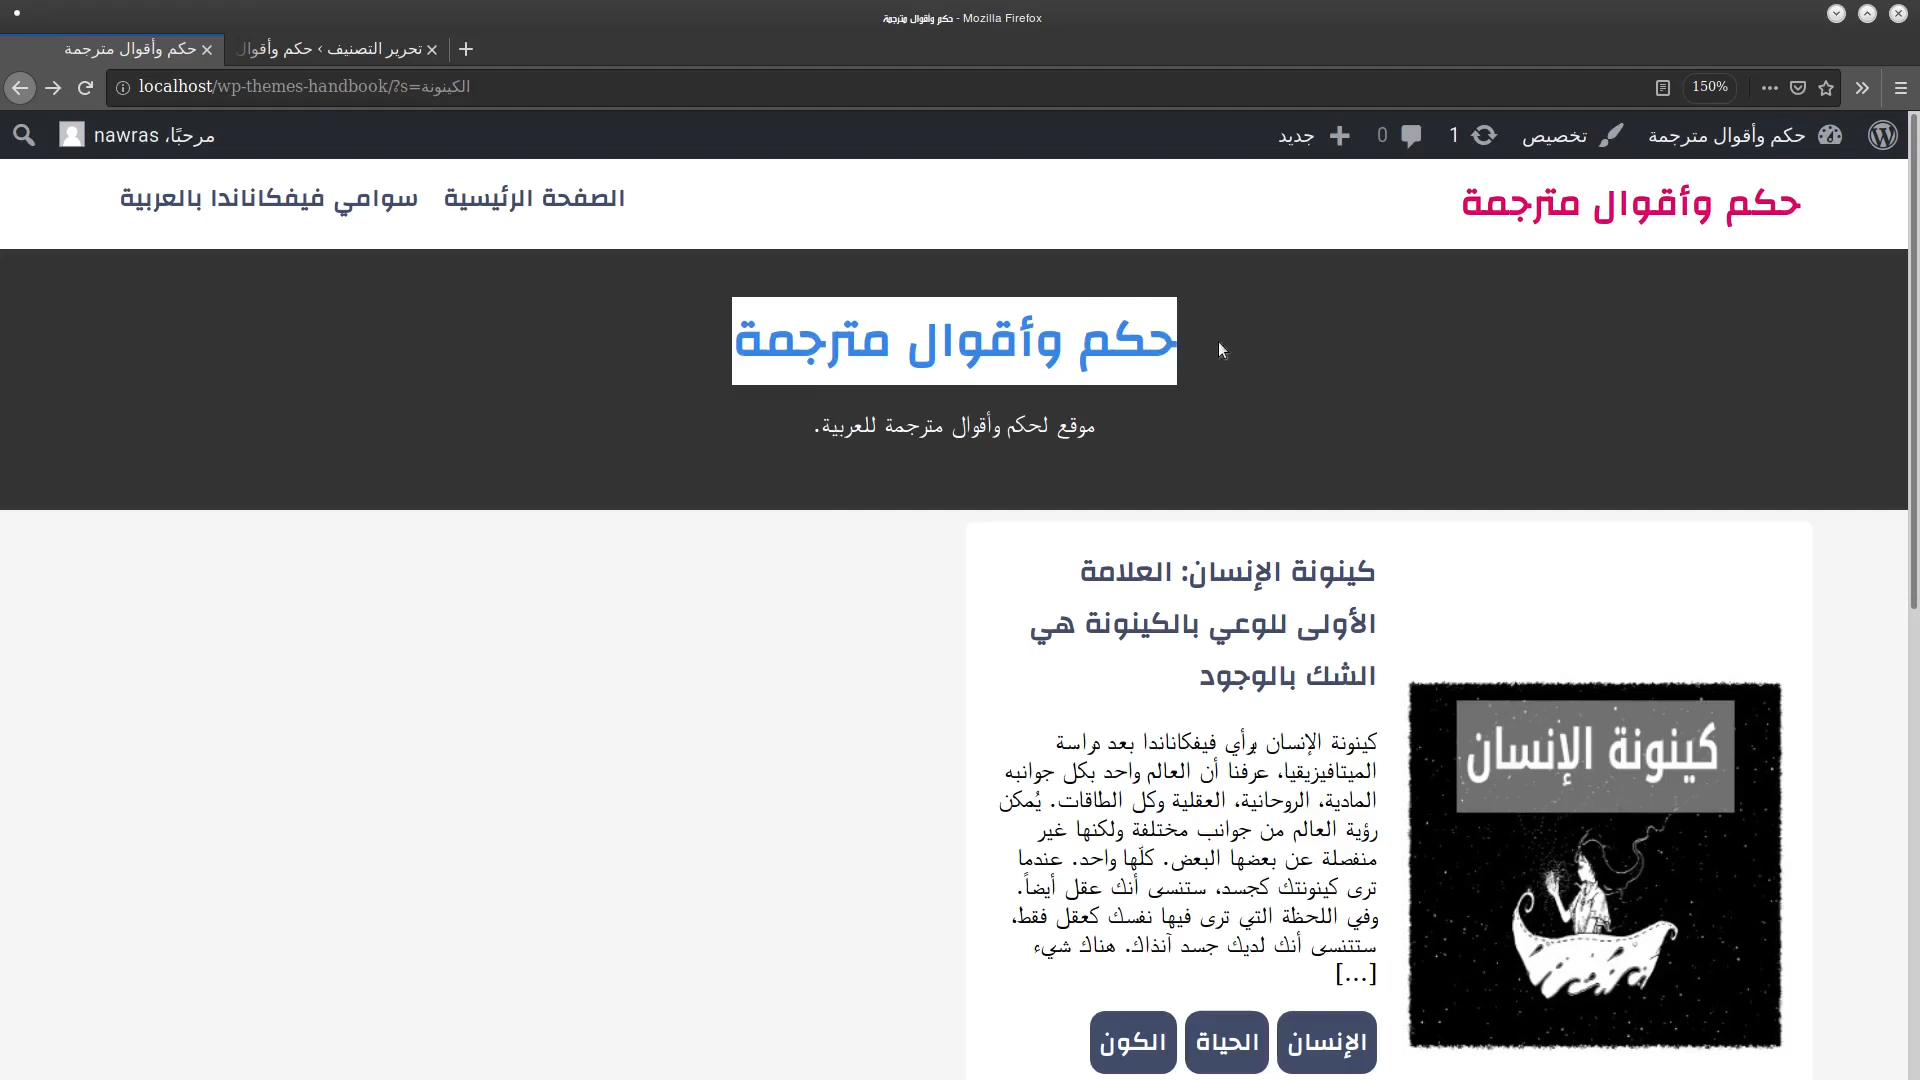 حكم وأقوال مترجمة - Mozilla Firefox
حكم وأقوال مترجمة
تحرير التصنيف ‹ حكم وأقوال
localhost/wp-themes-handbook/?s=الكينونة
150%
حكم وأقوال مترجمة
تخصيص
1
0
جديد
مرحبًا، nawras
حكم وأقوال مترجمة
الصفحة الرئيسية
سوامي فيفكاناندا بالعربية
حكم وأقوال مترجمة
موقع لحكم وأقوال مترجمة للعربية.
كينونة الإنسان
كينونة الإنسان: العلامة
الأولى للوعي بالكينونة هي
الشك بالوجود
كينونة الإنسان برأي فيفكاناندا بعد دراسة
الميتافيزيقيا، عرفنا أن العالم واحد بكل جوانبه
المادية، الروحانية، العقلية وكل الطاقات. يُمكن
رؤية العالم من جوانب مختلفة ولكنها غير
منفصلة عن بعضها البعض. كلّها واحد. عندما
ترى كينونتك كجسد، ستنسى أنك عقل أيضاً.
وفي اللحظة التي ترى فيها نفسك كعقل فقط،
ستتنسى أنك لديك جسد آنذاك. هناك شيء
[...]
الإنسان
الحياة
الكون